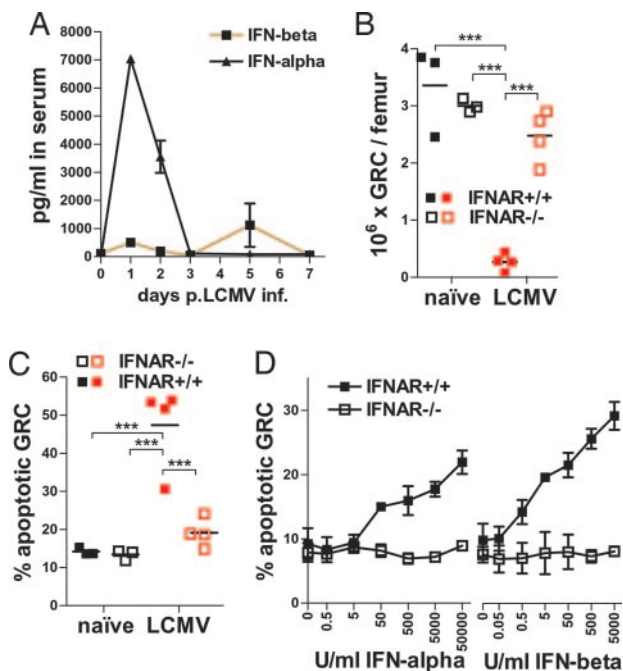 A
IFN-beta
IFN-alpha
pg/ml in serum
8000
7000
6000
5000
4000
3000
2000
1000
0
0 1 2 3 4 5 6 7
days p.LCMV inf.
B
10^6 x GRC / femur
4
3
2
1
0
***
***
***
IFNAR+/+
IFNAR-/-
naïve LCMV
C
IFNAR-/-
IFNAR+/+
% apoptotic GRC
60
50
40
30
20
10
0
***
***
***
naïve LCMV
D
IFNAR+/+
IFNAR-/-
% apoptotic GRC
30
20
10
0
0 0.5 5 50 500 5000 50000
0 0.05 0.5 5 50 500 5000
U/ml IFN-alpha U/ml IFN-beta